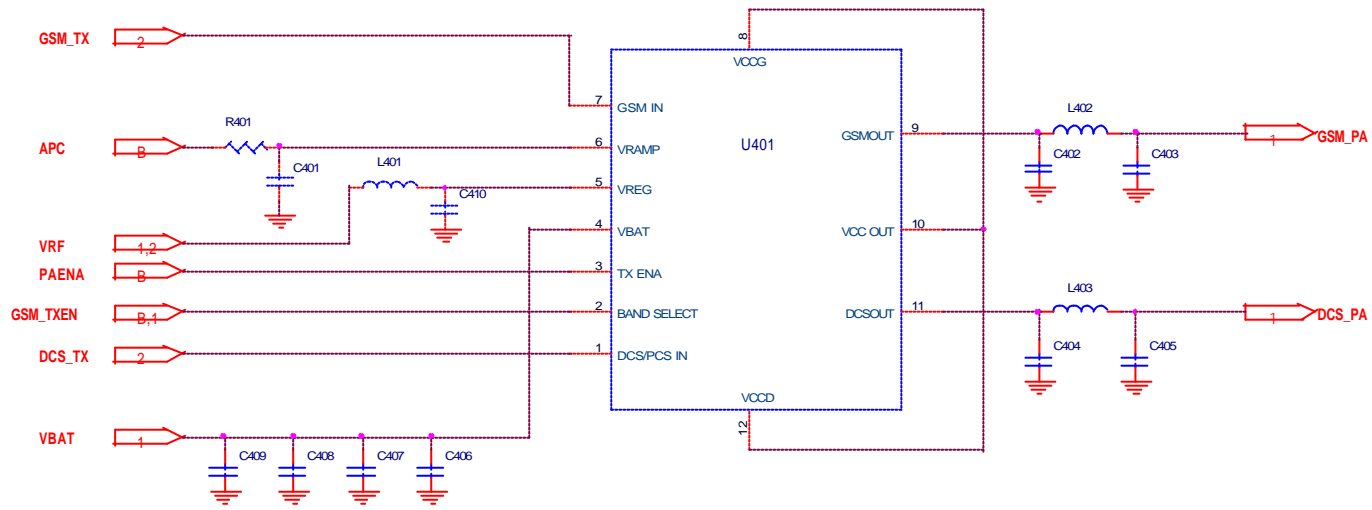 GSM_TX
2
8
VCCG
7
GSM IN
L402
R401
9
GSMOUT
1
GSM_PA
APC
B
6
VRAMP
U401
C402
C403
C401
L401
5
VREG
C410
4
VBAT
10
VCC OUT
VRF
1,2
PAENA
B
3
TX ENA
L403
GSM_TXEN
B,1
2
BAND SELECT
11
DCSOUT
1
DCS_PA
DCS_TX
2
1
DCS/PCS IN
C404
C405
VCCD
12
VBAT
1
C409
C408
C407
C406